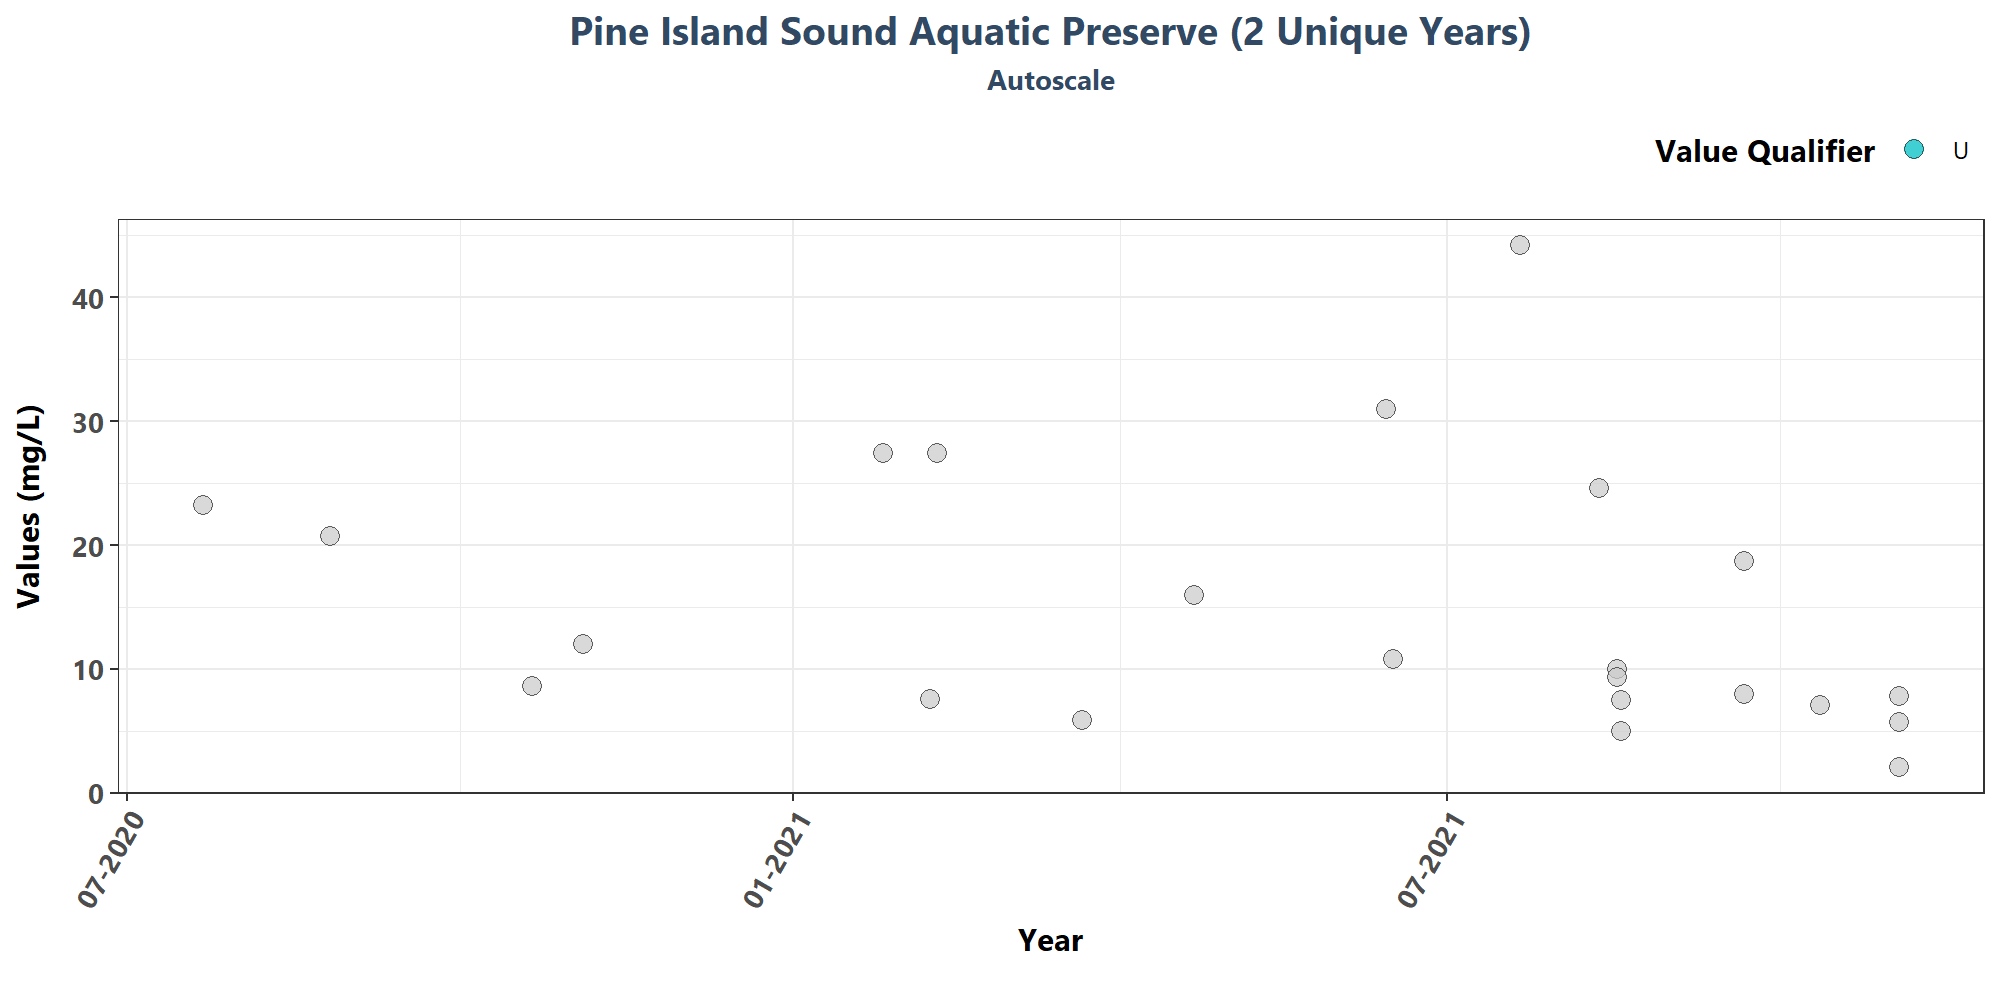 Pine Island Sound Aquatic Preserve (2 Unique Years)
Autoscale
Value Qualifier U
Values (mg/L)
40
30
20
10
0
07-2020 01-2021 07-2021
Year